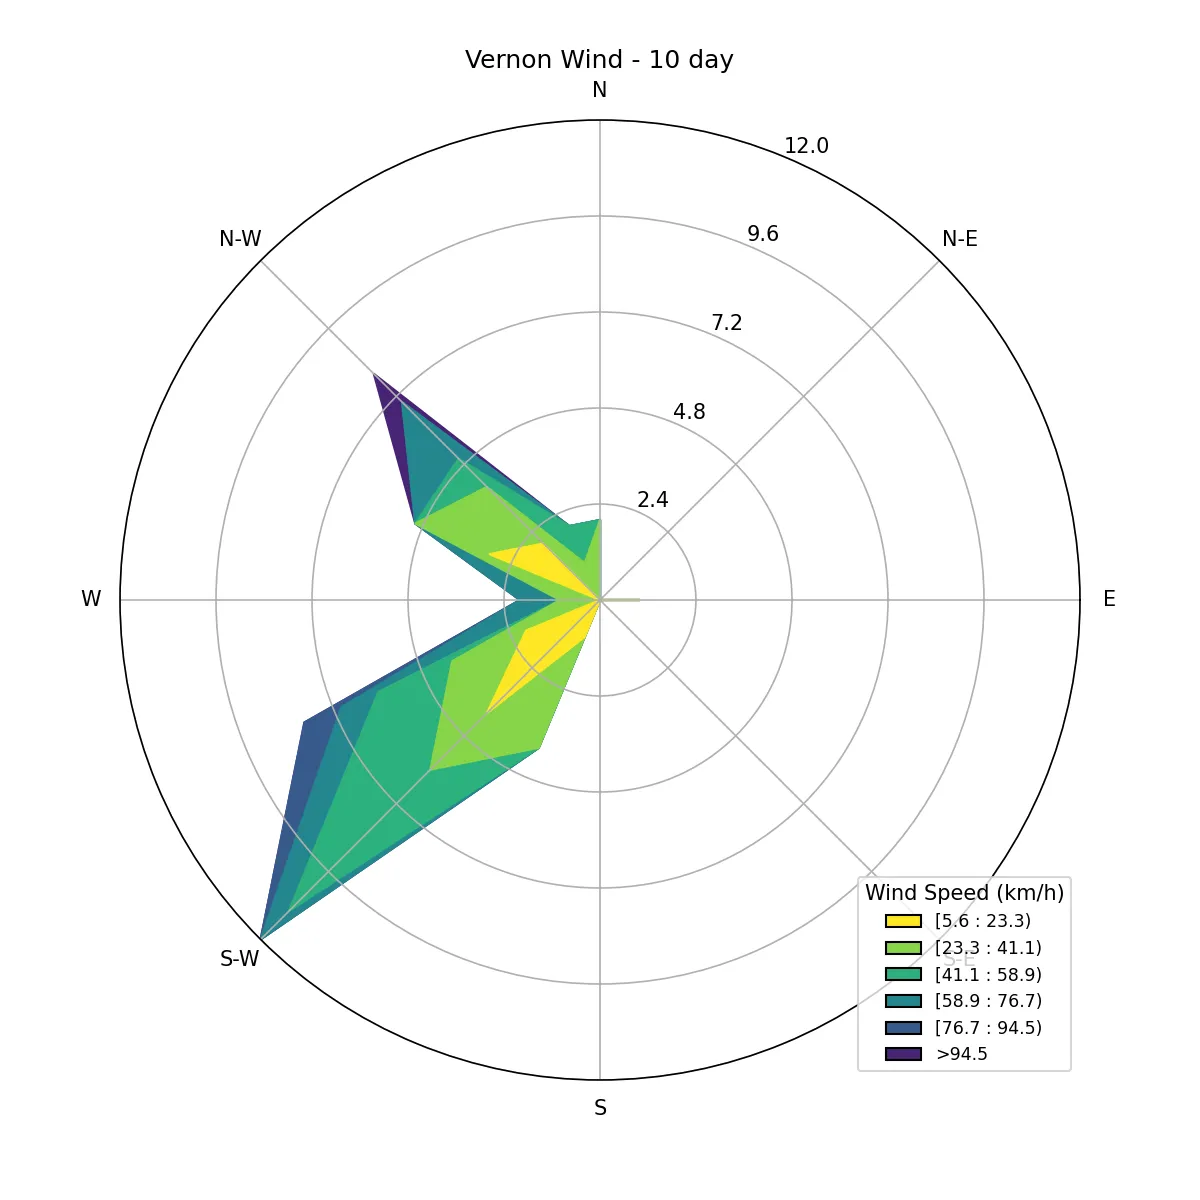 Vernon Wind - 10 day
N
12.0
N-W
N-E
9.6
7.2
4.8
2.4
W
E
S-W
S-E
Wind Speed (km/h)
[5.6 : 23.3)
[23.3 : 41.1)
[41.1 : 58.9)
[58.9 : 76.7)
[76.7 : 94.5)
>94.5
S